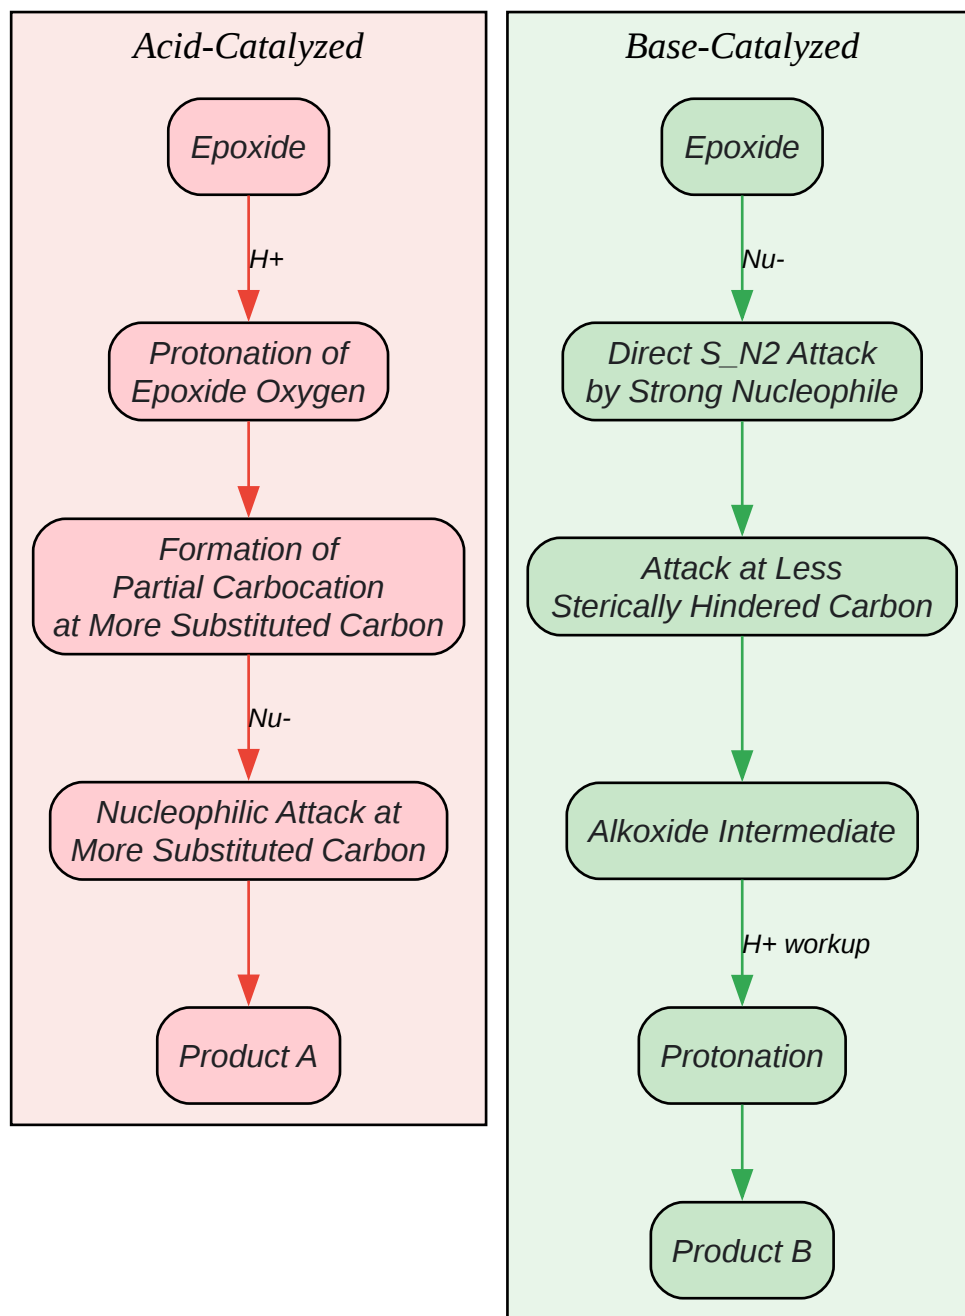 Acid-Catalyzed
Epoxide
H+
Protonation of
Epoxide Oxygen
Formation of
Partial Carbocation
at More Substituted Carbon
Nu-
Nucleophilic Attack at
More Substituted Carbon
Product A
Base-Catalyzed
Epoxide
Nu-
Direct S_N2 Attack
by Strong Nucleophile
Attack at Less
Sterically Hindered Carbon
Alkoxide Intermediate
H+ workup
Protonation
Product B